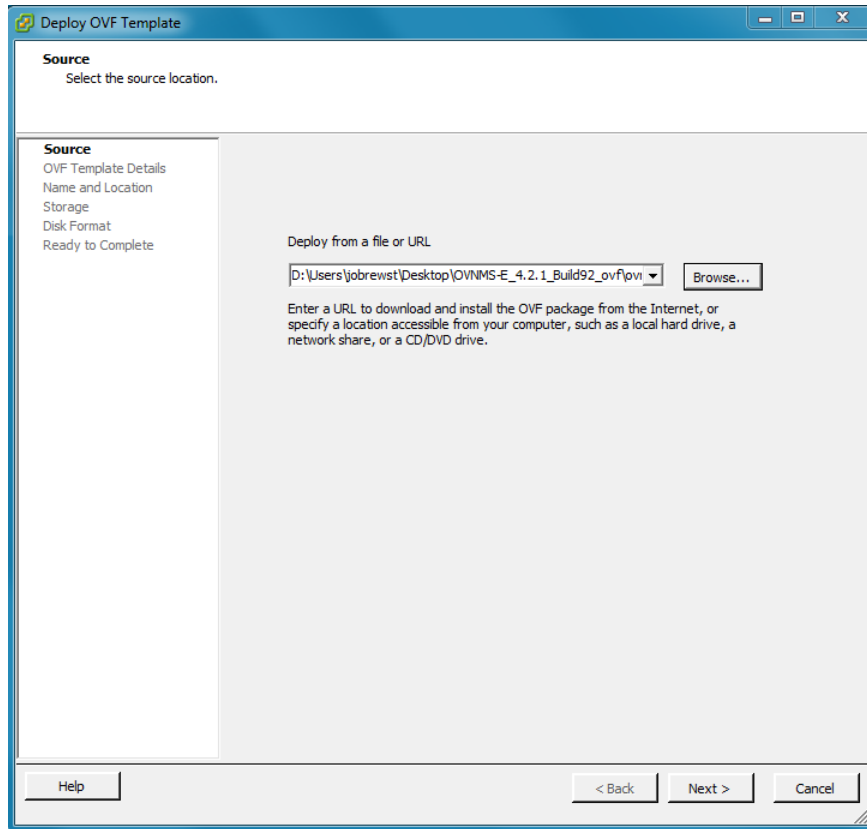 Deploy OVF Template
Source
Select the source location.
Source
OVF Template Details
Name and Location
Storage
Disk Format
Ready to Complete
Deploy from a file or URL
D:\Users\jobrewst\Desktop\OVNMS-E_4.2.1_Build92_ovf\ovi
Browse...
Enter a URL to download and install the OVF package from the Internet, or
specify a location accessible from your computer, such as a local hard drive, a
network share, or a CD/DVD drive.
Help
< Back
Next >
Cancel